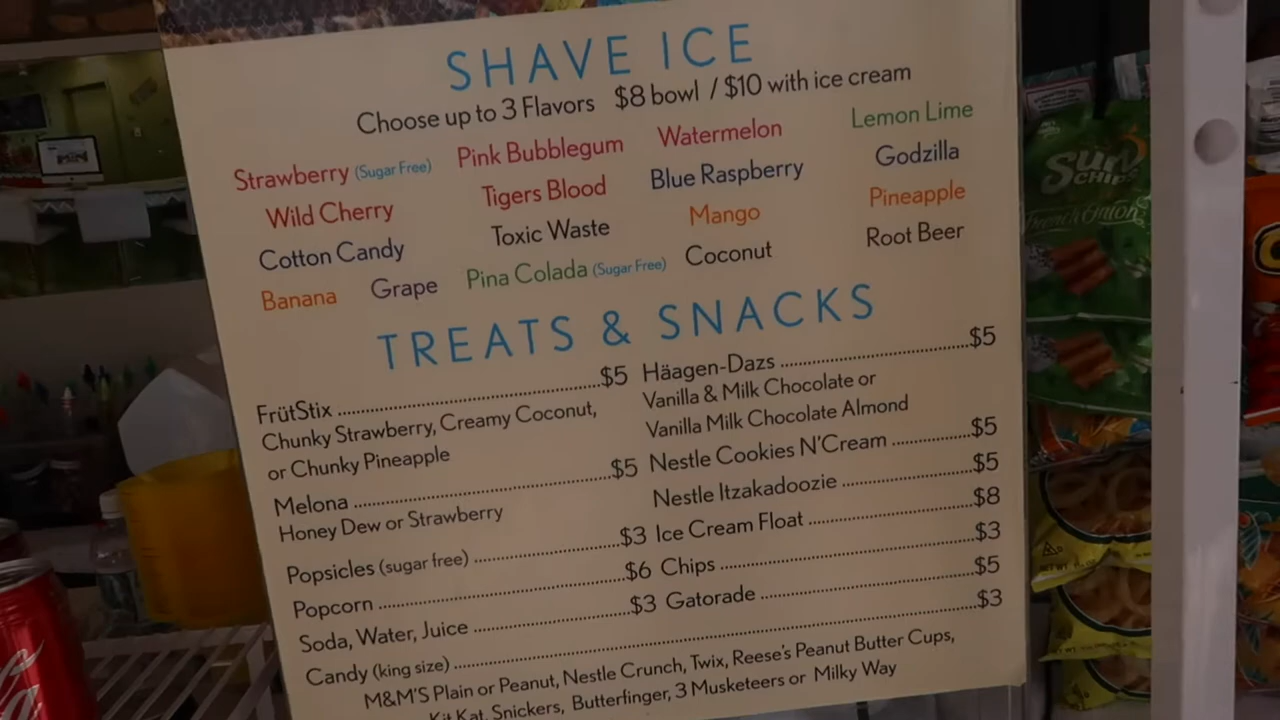 SHAVE ICE
Choose up to 3 Flavors $8 bowl / $10 with ice cream
Strawberry (Sugar Free) Pink Bubblegum Watermelon Lemon Lime
Wild Cherry Tigers Blood Blue Raspberry Godzilla
Cotton Candy Toxic Waste Mango Pineapple
Banana Grape Pina Colada (Sugar Free) Coconut Root Beer
TREATS & SNACKS
FrütStix ........ $5
Chunky Strawberry, Creamy Coconut,
or Chunky Pineapple
Melona ........ $5
Honey Dew or Strawberry
Popsicles (sugar free) ........ $3
Popcorn ........ $6
Soda, Water, Juice ........ $3
Häagen-Dazs ........ $5
Vanilla & Milk Chocolate or
Vanilla Milk Chocolate Almond
Nestle Cookies N'Cream ........ $5
Nestle Itzakadoozie ........ $5
Ice Cream Float ........ $8
Chips ........ $3
Gatorade ........ $5
Candy (king size) ........ $3
M&M'S Plain or Peanut, Nestle Crunch, Twix, Reese's Peanut Butter Cups,
Kit Kat, Snickers, Butterfinger, 3 Musketeers or Milky Way
Sun
CHIPS
French Onion